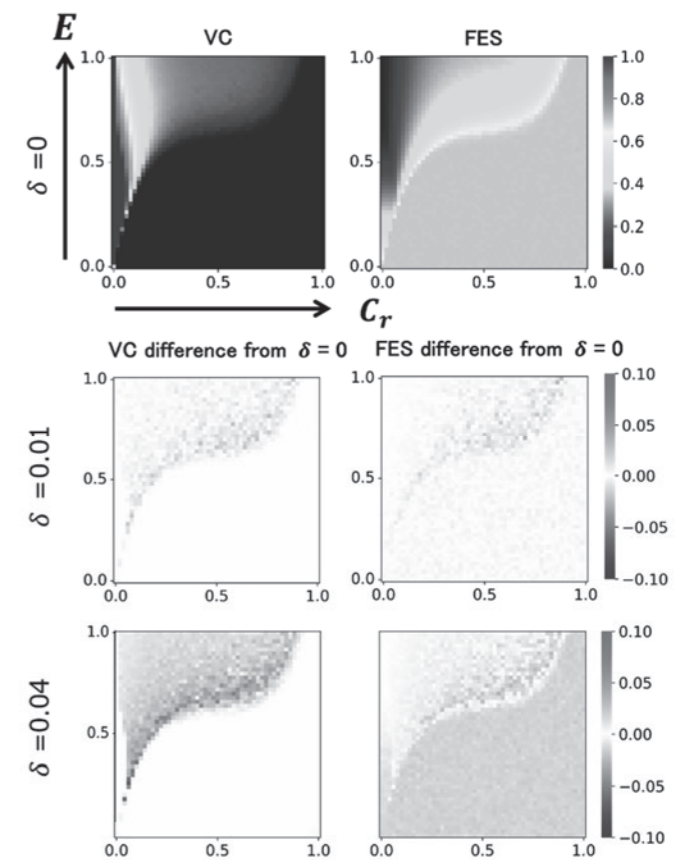 E
VC FES
δ =0
1.0 1.0 1.0
0.8
0.6
0.5 0.5
0.4
0.2
0.0 0.0 0.0
0.0 0.5 1.0 0.0 0.5 1.0
Cr
VC difference from δ = 0 FES difference from δ = 0
δ =0.01
1.0 1.0 0.10
0.05
0.5 0.5 0.00
−0.05
0.0 0.0 −0.10
0.0 0.5 1.0 0.0 0.5 1.0
δ =0.04
1.0 0.10
0.05
0.5 0.00
−0.05
−0.10
0.0 0.5 1.0 0.0 0.5 1.0